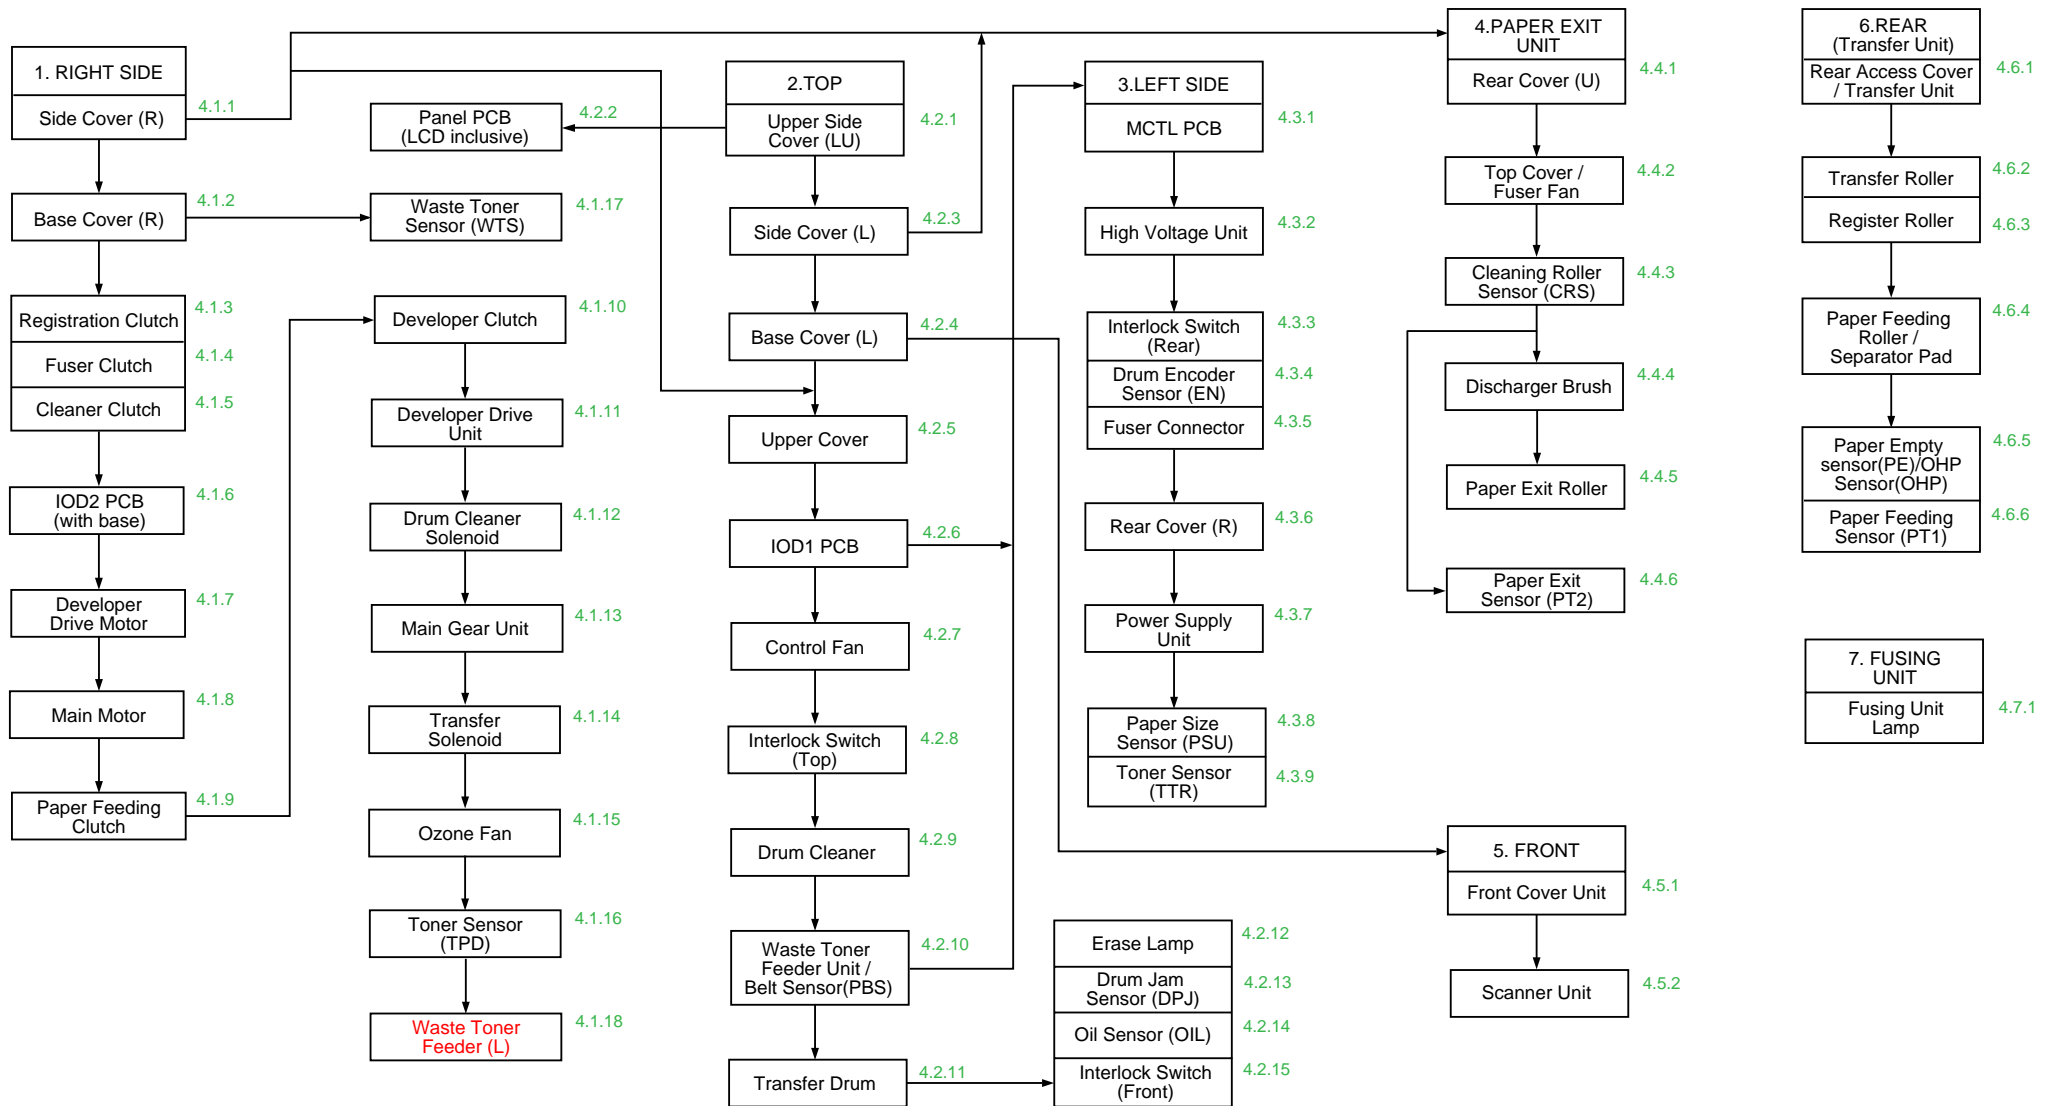 1. RIGHT SIDE
Side Cover (R)
4.1.1
Base Cover (R)
4.1.2
Registration Clutch
4.1.3
Fuser Clutch
4.1.4
Cleaner Clutch
4.1.5
IOD2 PCB
(with base)
4.1.6
Developer
Drive Motor
4.1.7
Main Motor
4.1.8
Paper Feeding
Clutch
4.1.9
Panel PCB
(LCD inclusive)
4.2.2
Waste Toner
Sensor (WTS)
4.1.17
Developer Clutch
4.1.10
Developer Drive
Unit
4.1.11
Drum Cleaner
Solenoid
4.1.12
Main Gear Unit
4.1.13
Transfer
Solenoid
4.1.14
Ozone Fan
4.1.15
Toner Sensor
(TPD)
4.1.16
Waste Toner
Feeder (L)
4.1.18
2.TOP
Upper Side
Cover (LU)
4.2.1
Side Cover (L)
4.2.3
Base Cover (L)
4.2.4
Upper Cover
4.2.5
IOD1 PCB
4.2.6
Control Fan
4.2.7
Interlock Switch
(Top)
4.2.8
Drum Cleaner
4.2.9
Waste Toner
Feeder Unit /
Belt Sensor(PBS)
4.2.10
Transfer Drum
4.2.11
Erase Lamp
4.2.12
Drum Jam
Sensor (DPJ)
4.2.13
Oil Sensor (OIL)
4.2.14
Interlock Switch
(Front)
4.2.15
3.LEFT SIDE
MCTL PCB
4.3.1
High Voltage Unit
4.3.2
Interlock Switch
(Rear)
4.3.3
Drum Encoder
Sensor (EN)
4.3.4
Fuser Connector
4.3.5
Rear Cover (R)
4.3.6
Power Supply
Unit
4.3.7
Paper Size
Sensor (PSU)
4.3.8
Toner Sensor
(TTR)
4.3.9
4.PAPER EXIT
UNIT
Rear Cover (U)
4.4.1
Top Cover /
Fuser Fan
4.4.2
Cleaning Roller
Sensor (CRS)
4.4.3
Discharger Brush
4.4.4
Paper Exit Roller
4.4.5
Paper Exit
Sensor (PT2)
4.4.6
5. FRONT
Front Cover Unit
4.5.1
Scanner Unit
4.5.2
6.REAR
(Transfer Unit)
Rear Access Cover
/ Transfer Unit
4.6.1
Transfer Roller
4.6.2
Register Roller
4.6.3
Paper Feeding
Roller /
Separator Pad
4.6.4
Paper Empty
sensor(PE)/OHP
Sensor(OHP)
4.6.5
Paper Feeding
Sensor (PT1)
4.6.6
7. FUSING
UNIT
Fusing Unit
Lamp
4.7.1